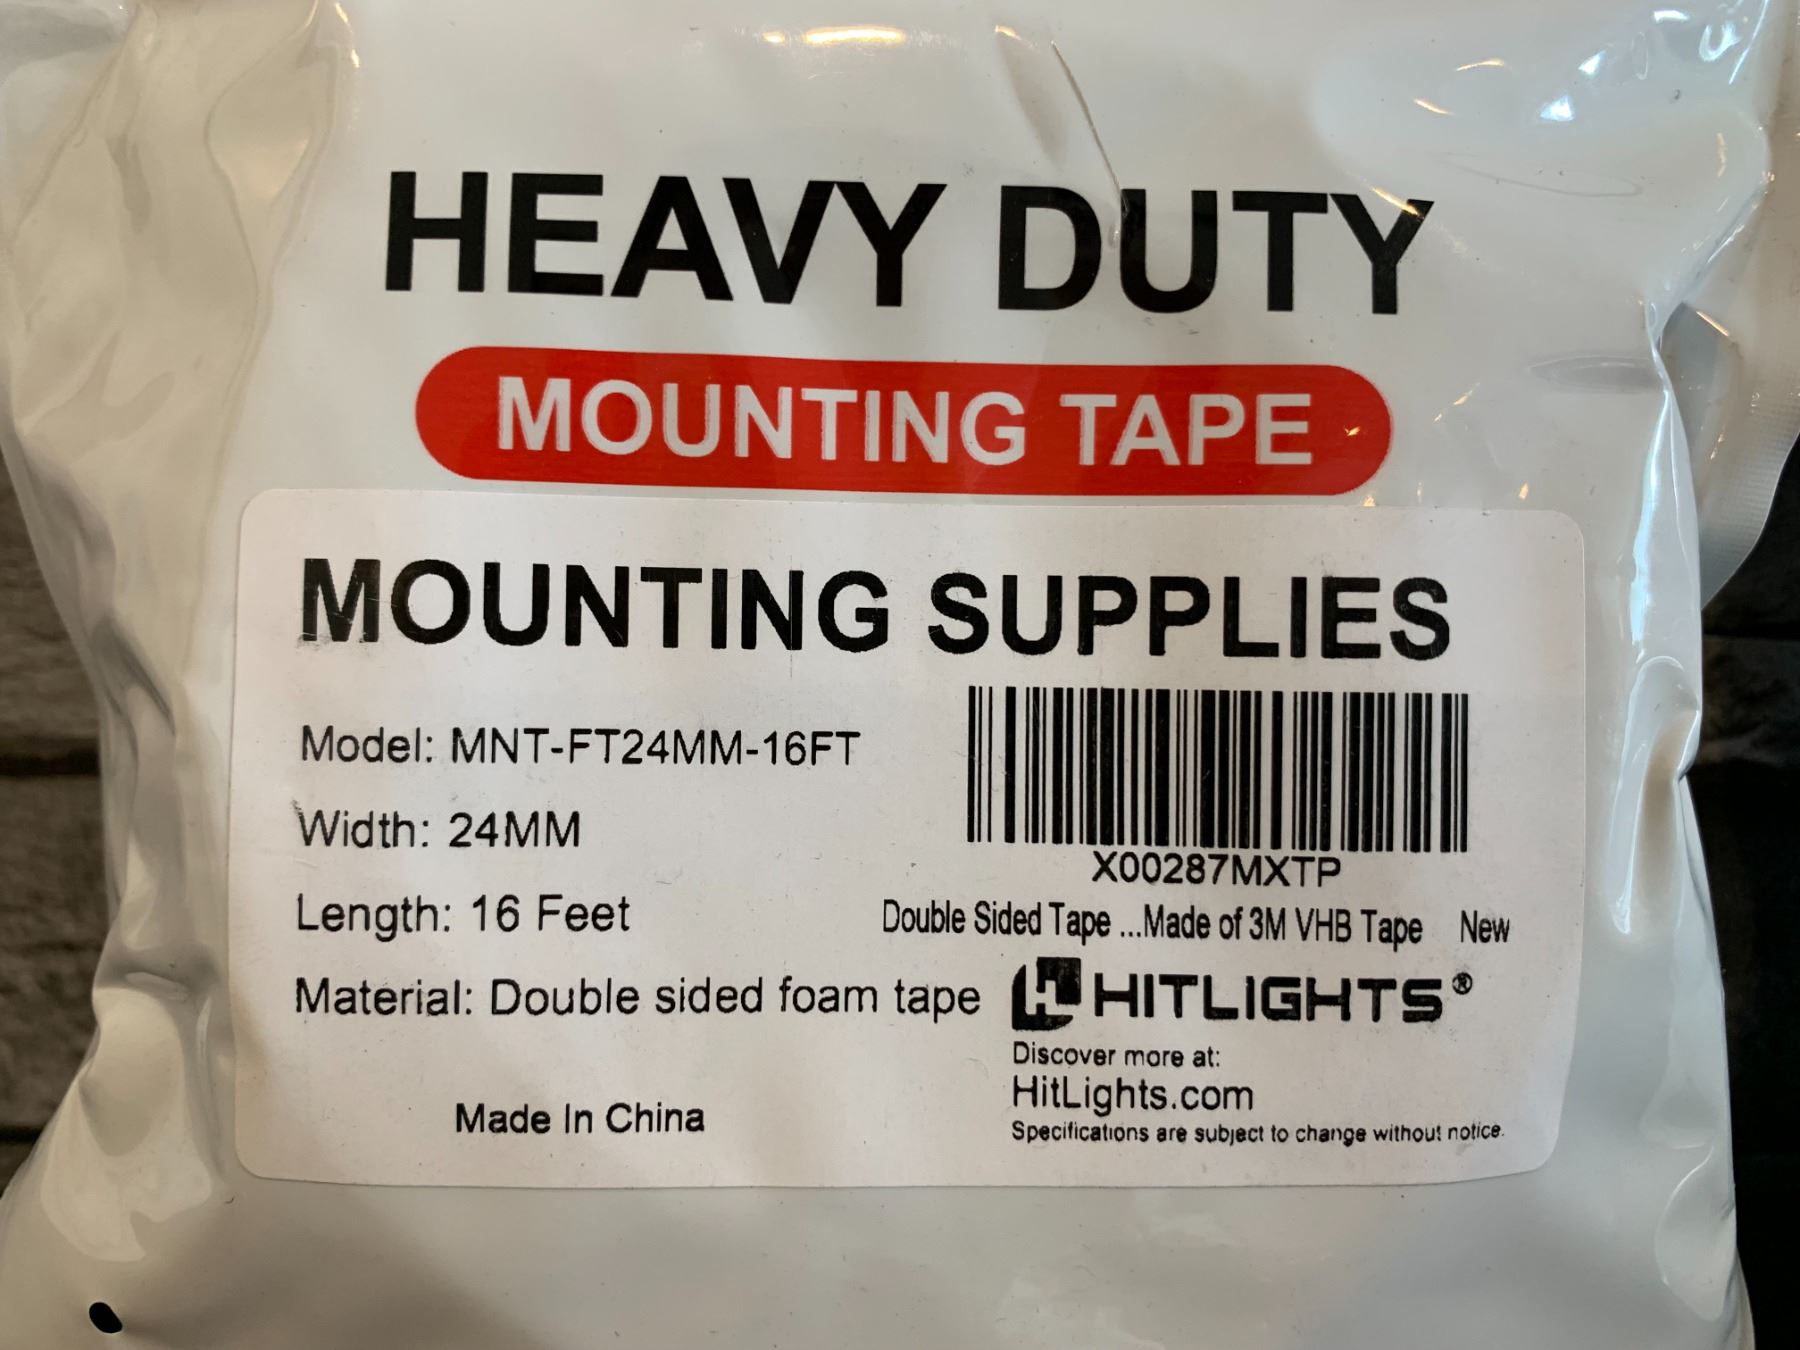 HEAVY DUTY
MOUNTING TAPE
MOUNTING SUPPLIES
Model: MNT-FT24MM-16FT
Width: 24MM
Length: 16 Feet
Material: Double sided foam tape
Made In China
X00287MXTP
Double Sided Tape ...Made of 3M VHB Tape New
HITLIGHTS®
Discover more at:
HitLights.com
Specifications are subject to change without notice.